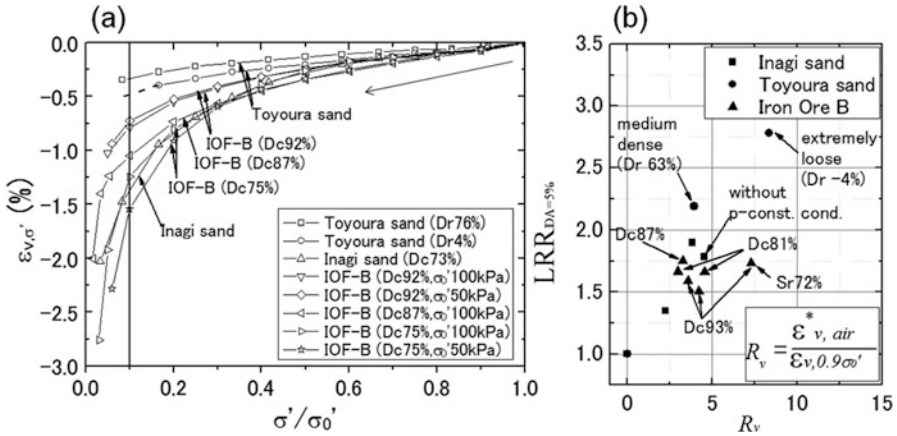 (a)
0.0
-0.5
-1.0
-1.5
-2.0
-2.5
-3.0
εv,σ' (%)
Toyoura sand
IOF-B (Dc92%)
IOF-B (Dc87%)
IOF-B (Dc75%)
Inagi sand
Toyoura sand (Dr76%)
Toyoura sand (Dr4%)
Inagi sand (Dc73%)
IOF-B (Dc92%,σ₀'100kPa)
IOF-B (Dc92%,σ₀'50kPa)
IOF-B (Dc87%,σ₀'100kPa)
IOF-B (Dc75%,σ₀'100kPa)
IOF-B (Dc75%,σ₀'50kPa)
0.0 0.2 0.4 0.6 0.8 1.0
σ'/σ₀'
(b)
3.5
3.0
2.5
2.0
1.5
1.0
LRR DA=5%
Inagi sand
Toyoura sand
Iron Ore B
medium
dense
(Dr 63%)
extremely
loose
(Dr -4%)
without
p-const. cond.
Dc87%
Dc81%
Sr72%
Dc93%
Rv = ε* v, air / εv,0.9σ₀'
0 5 10 15
Rv